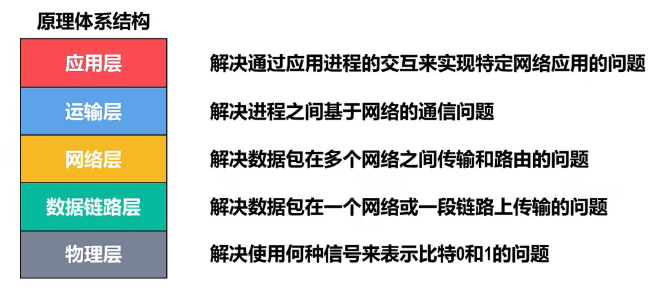 原理体系结构
应用层 解决通过应用进程的交互来实现特定网络应用的问题
运输层 解决进程之间基于网络的通信问题
网络层 解决数据包在多个网络之间传输和路由的问题
数据链路层 解决数据包在一个网络或一段链路上传输的问题
物理层 解决使用何种信号来表示比特0和1的问题